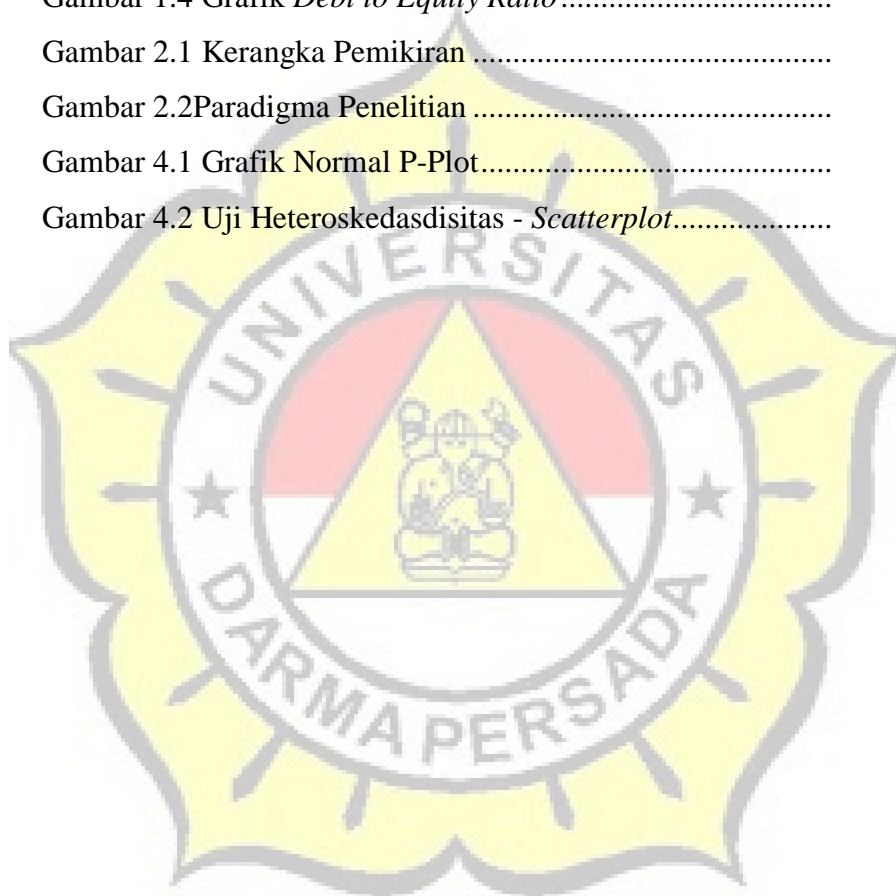 Gambar 1.4 Grafik Debt to Equity Ratio..................................
Gambar 2.1 Kerangka Pemikiran .............................................
Gambar 2.2Paradigma Penelitian .............................................
Gambar 4.1 Grafik Normal P-Plot............................................
Gambar 4.2 Uji Heteroskedasdisitas - Scatterplot....................
UNIVERSITAS
DARMA PERSADA